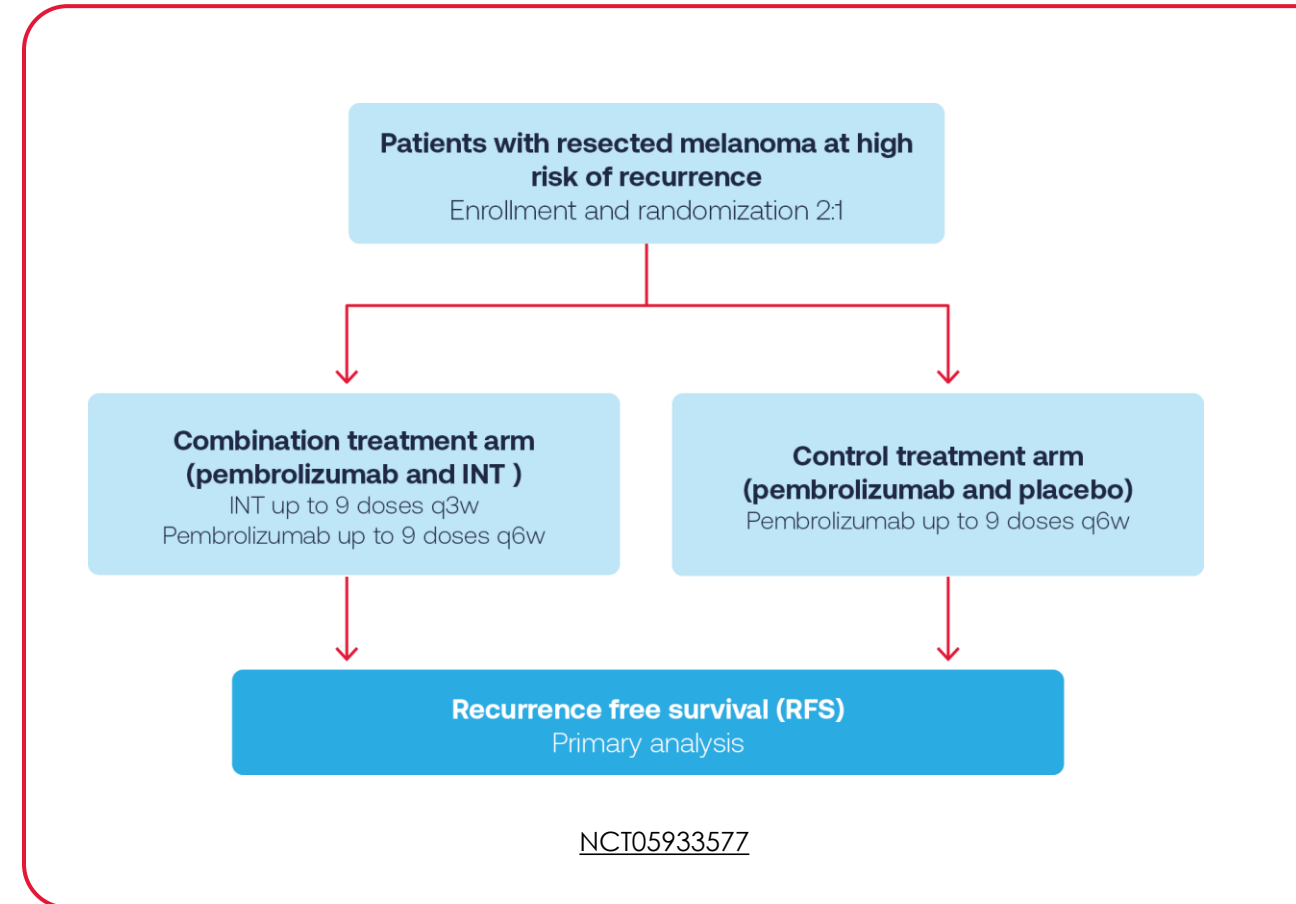 Patients with resected melanoma at high
risk of recurrence
Enrollment and randomization 2:1
Combination treatment arm
(pembrolizumab and INT )
INT up to 9 doses q3w
Pembrolizumab up to 9 doses q6w
Control treatment arm
(pembrolizumab and placebo)
Pembrolizumab up to 9 doses q6w
Recurrence free survival (RFS)
Primary analysis
NCT05933577